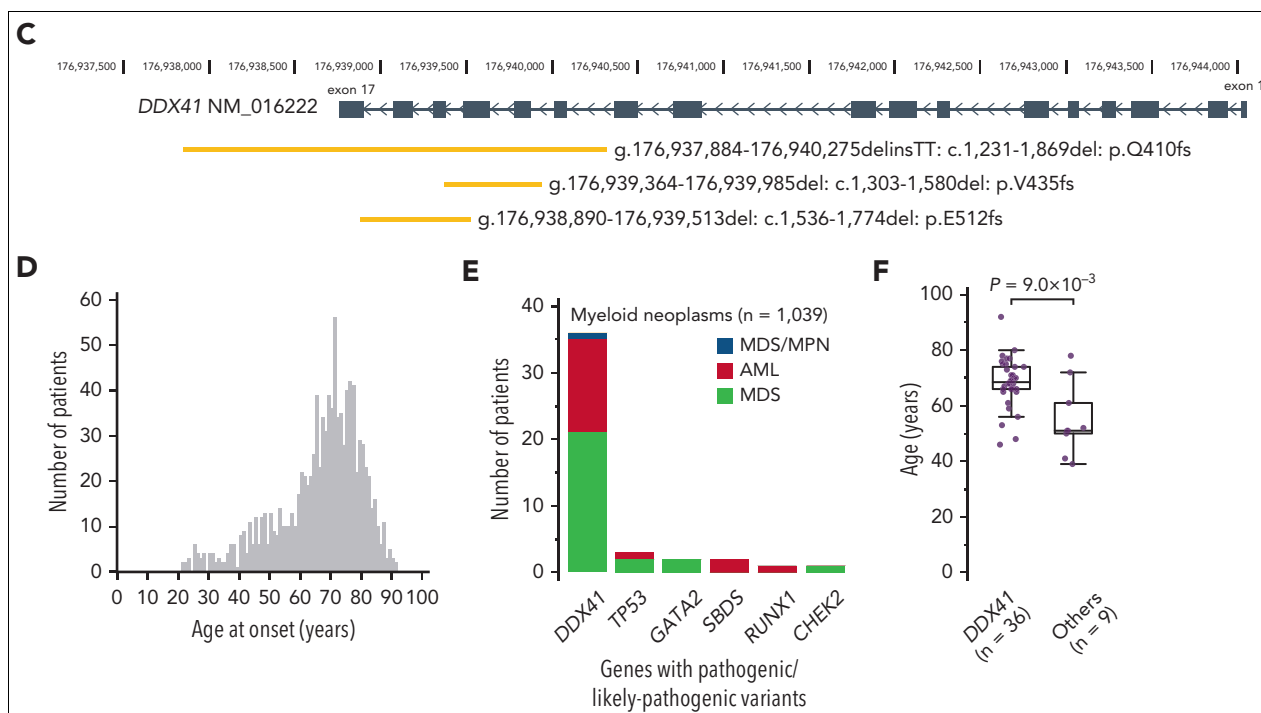 C
176,937,500 176,938,000 176,938,500 176,939,000 176,939,500 176,940,000 176,940,500 176,941,000 176,941,500 176,942,000 176,942,500 176,943,000 176,943,500 176,944,000
exon 17 exon 1
DDX41 NM_016222
g.176,937,884-176,940,275delinsTT: c.1,231-1,869del: p.Q410fs
g.176,939,364-176,939,985del: c.1,303-1,580del: p.V435fs
g.176,938,890-176,939,513del: c.1,536-1,774del: p.E512fs
D
Number of patients
60
50
40
30
20
10
0
0 10 20 30 40 50 60 70 80 90 100
Age at onset (years)
E
Number of patients
40
30
20
10
0
Myeloid neoplasms (n = 1,039)
MDS/MPN
AML
MDS
DDX41 TP53 GATA2 SBDS RUNX1 CHEK2
Genes with pathogenic/
likely-pathogenic variants
F
P = 9.0×10⁻³
Age (years)
100
80
60
40
20
0
DDX41
(n = 36)
Others
(n = 9)